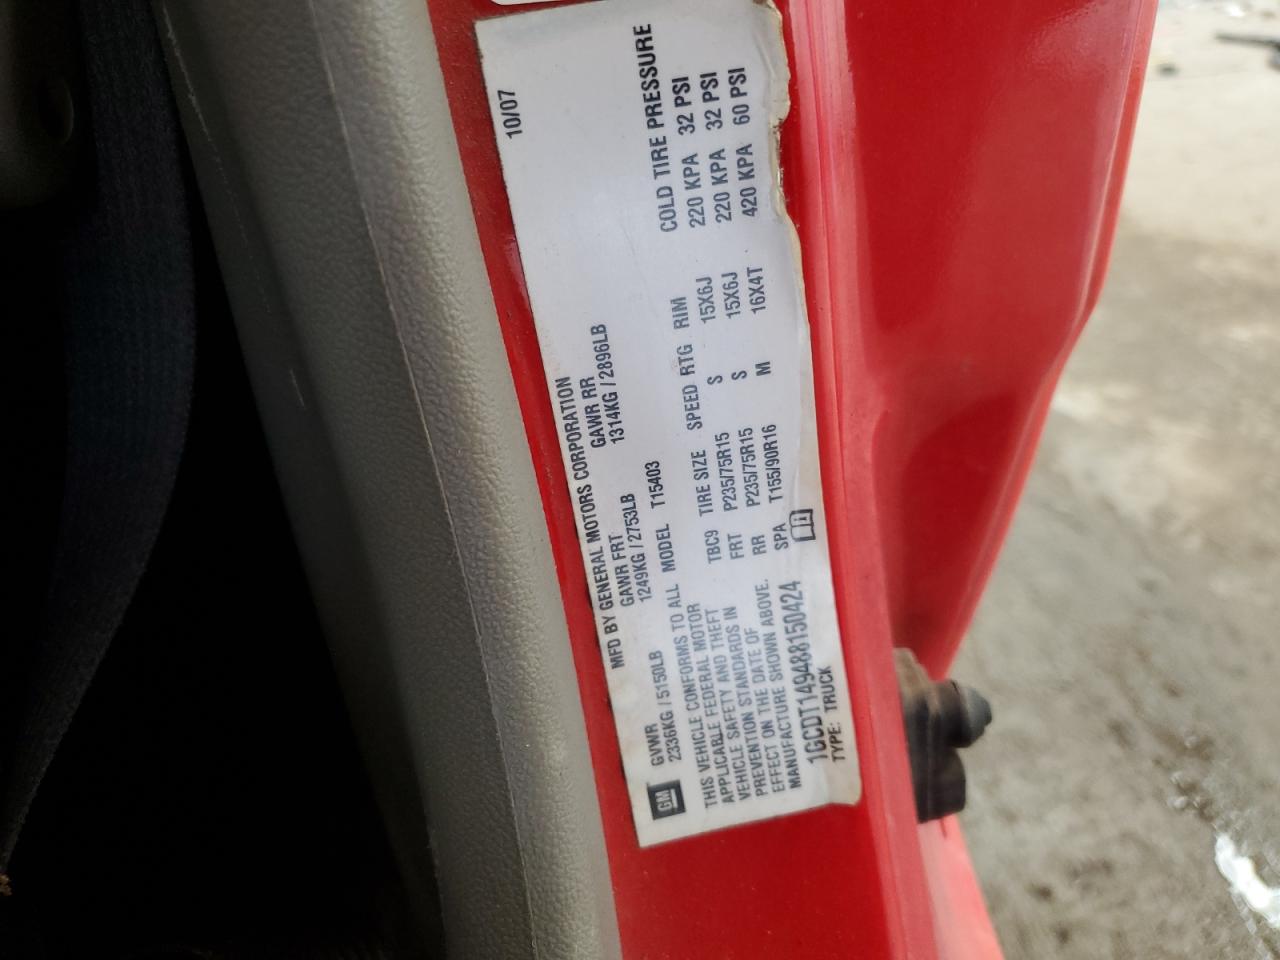 MFD BY GENERAL MOTORS CORPORATION 10/07
GVWR GAWR FRT GAWR RR
2336KG / 5150LB 1249KG / 2753LB 1314KG / 2896LB
GM
THIS VEHICLE CONFORMS TO ALL
APPLICABLE FEDERAL MOTOR
VEHICLE SAFETY AND THEFT
PREVENTION STANDARDS IN
EFFECT ON THE DATE OF
MANUFACTURE SHOWN ABOVE.
1GCDT149488150424
TYPE: TRUCK
MODEL T15403
COLD TIRE PRESSURE
TBC9 TIRE SIZE SPEED RTG RIM
FRT P235/75R15 S 15X6J 220 KPA 32 PSI
RR P235/75R15 S 15X6J 220 KPA 32 PSI
SPA T155/90R16 M 16X4T 420 KPA 60 PSI